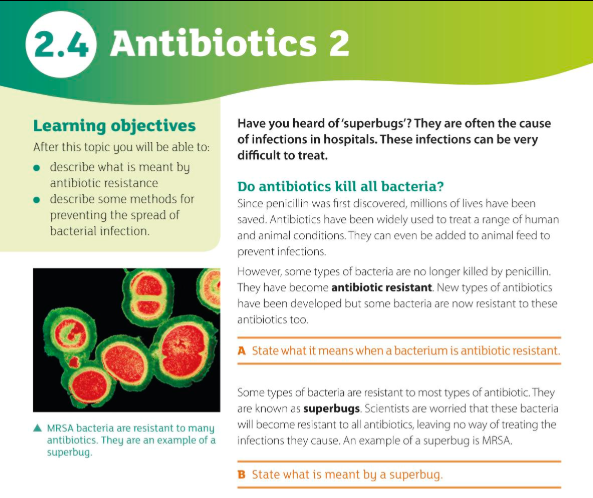 2.4 Antibiotics 2
Learning objectives
After this topic you will be able to:
● describe what is meant by
antibiotic resistance
● describe some methods for
preventing the spread of
bacterial infection.
▲ MRSA bacteria are resistant to many
antibiotics. They are an example of a
superbug.
Have you heard of ‘superbugs’? They are often the cause
of infections in hospitals. These infections can be very
difficult to treat.
Do antibiotics kill all bacteria?
Since penicillin was first discovered, millions of lives have been
saved. Antibiotics have been widely used to treat a range of human
and animal conditions. They can even be added to animal feed to
prevent infections.
However, some types of bacteria are no longer killed by penicillin.
They have become antibiotic resistant. New types of antibiotics
have been developed but some bacteria are now resistant to these
antibiotics too.
A State what it means when a bacterium is antibiotic resistant.
Some types of bacteria are resistant to most types of antibiotic. They
are known as superbugs. Scientists are worried that these bacteria
will become resistant to all antibiotics, leaving no way of treating the
infections they cause. An example of a superbug is MRSA.
B State what is meant by a superbug.